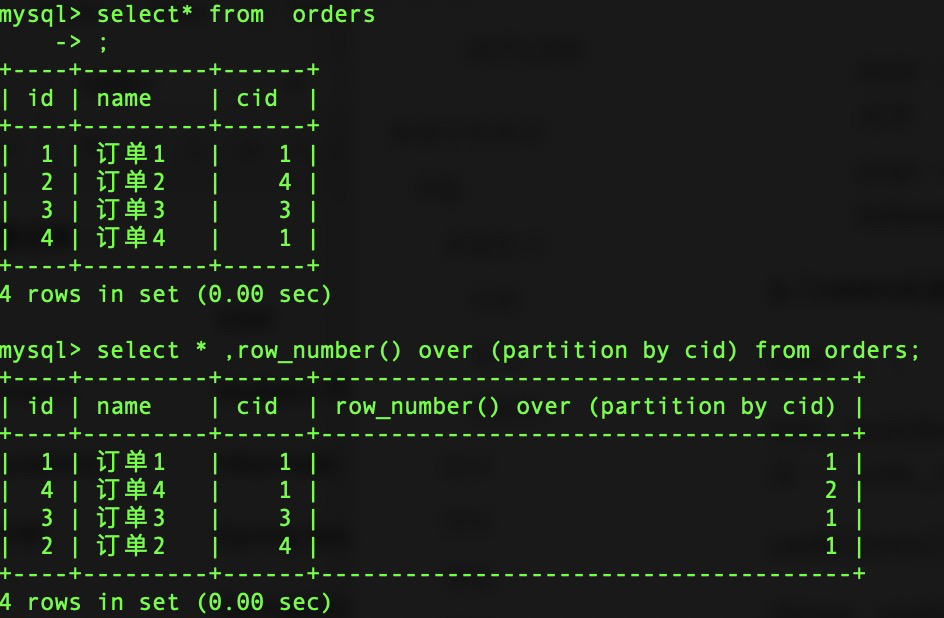 mysql> select* from  orders
    -> ;
+----+---------+------+
| id | name    | cid  |
+----+---------+------+
|  1 | 订单1   |    1 |
|  2 | 订单2   |    4 |
|  3 | 订单3   |    3 |
|  4 | 订单4   |    1 |
+----+---------+------+
4 rows in set (0.00 sec)

mysql> select * ,row_number() over (partition by cid) from orders;
+----+---------+------+--------------------------------------+
| id | name    | cid  | row_number() over (partition by cid) |
+----+---------+------+--------------------------------------+
|  1 | 订单1   |    1 |                                    1 |
|  4 | 订单4   |    1 |                                    2 |
|  3 | 订单3   |    3 |                                    1 |
|  2 | 订单2   |    4 |                                    1 |
+----+---------+------+--------------------------------------+
4 rows in set (0.00 sec)